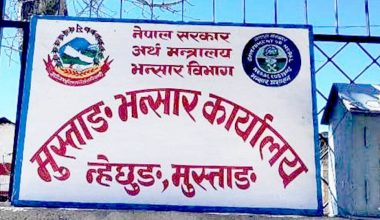 नेपाल सरकार
अर्थ मन्त्रालय
भन्सार विभाग
मुस्ताङ भन्सार कार्यालय
न्हेछुङ, मुस्ताङ